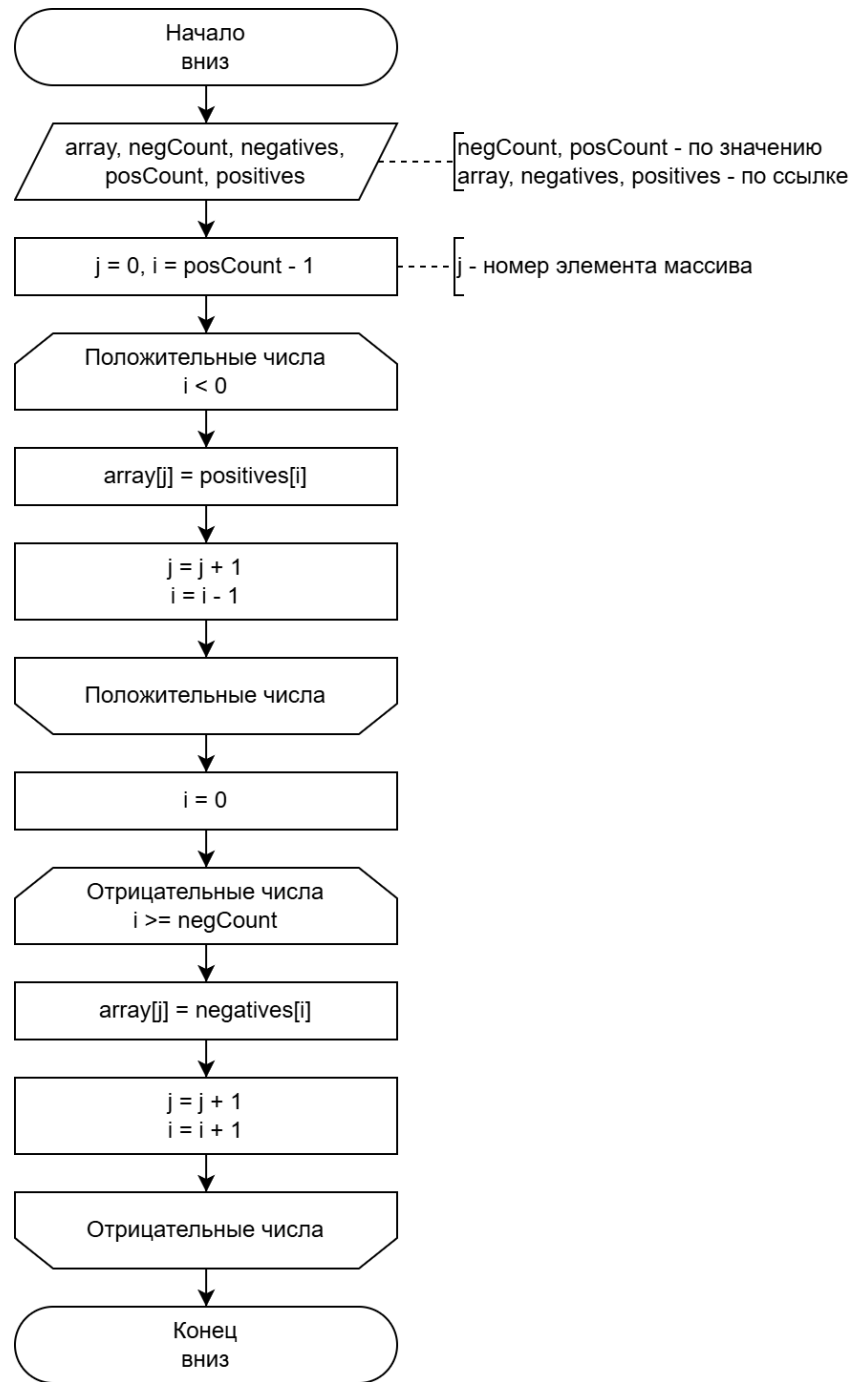 Начало
вниз
array, negCount, negatives,
posCount, positives
negCount, posCount - по значению
array, negatives, positives - по ссылке
j = 0, i = posCount - 1
j - номер элемента массива
Положительные числа
i < 0
array[j] = positives[i]
j = j + 1
i = i - 1
Положительные числа
i = 0
Отрицательные числа
i >= negCount
array[j] = negatives[i]
j = j + 1
i = i + 1
Отрицательные числа
Конец
вниз